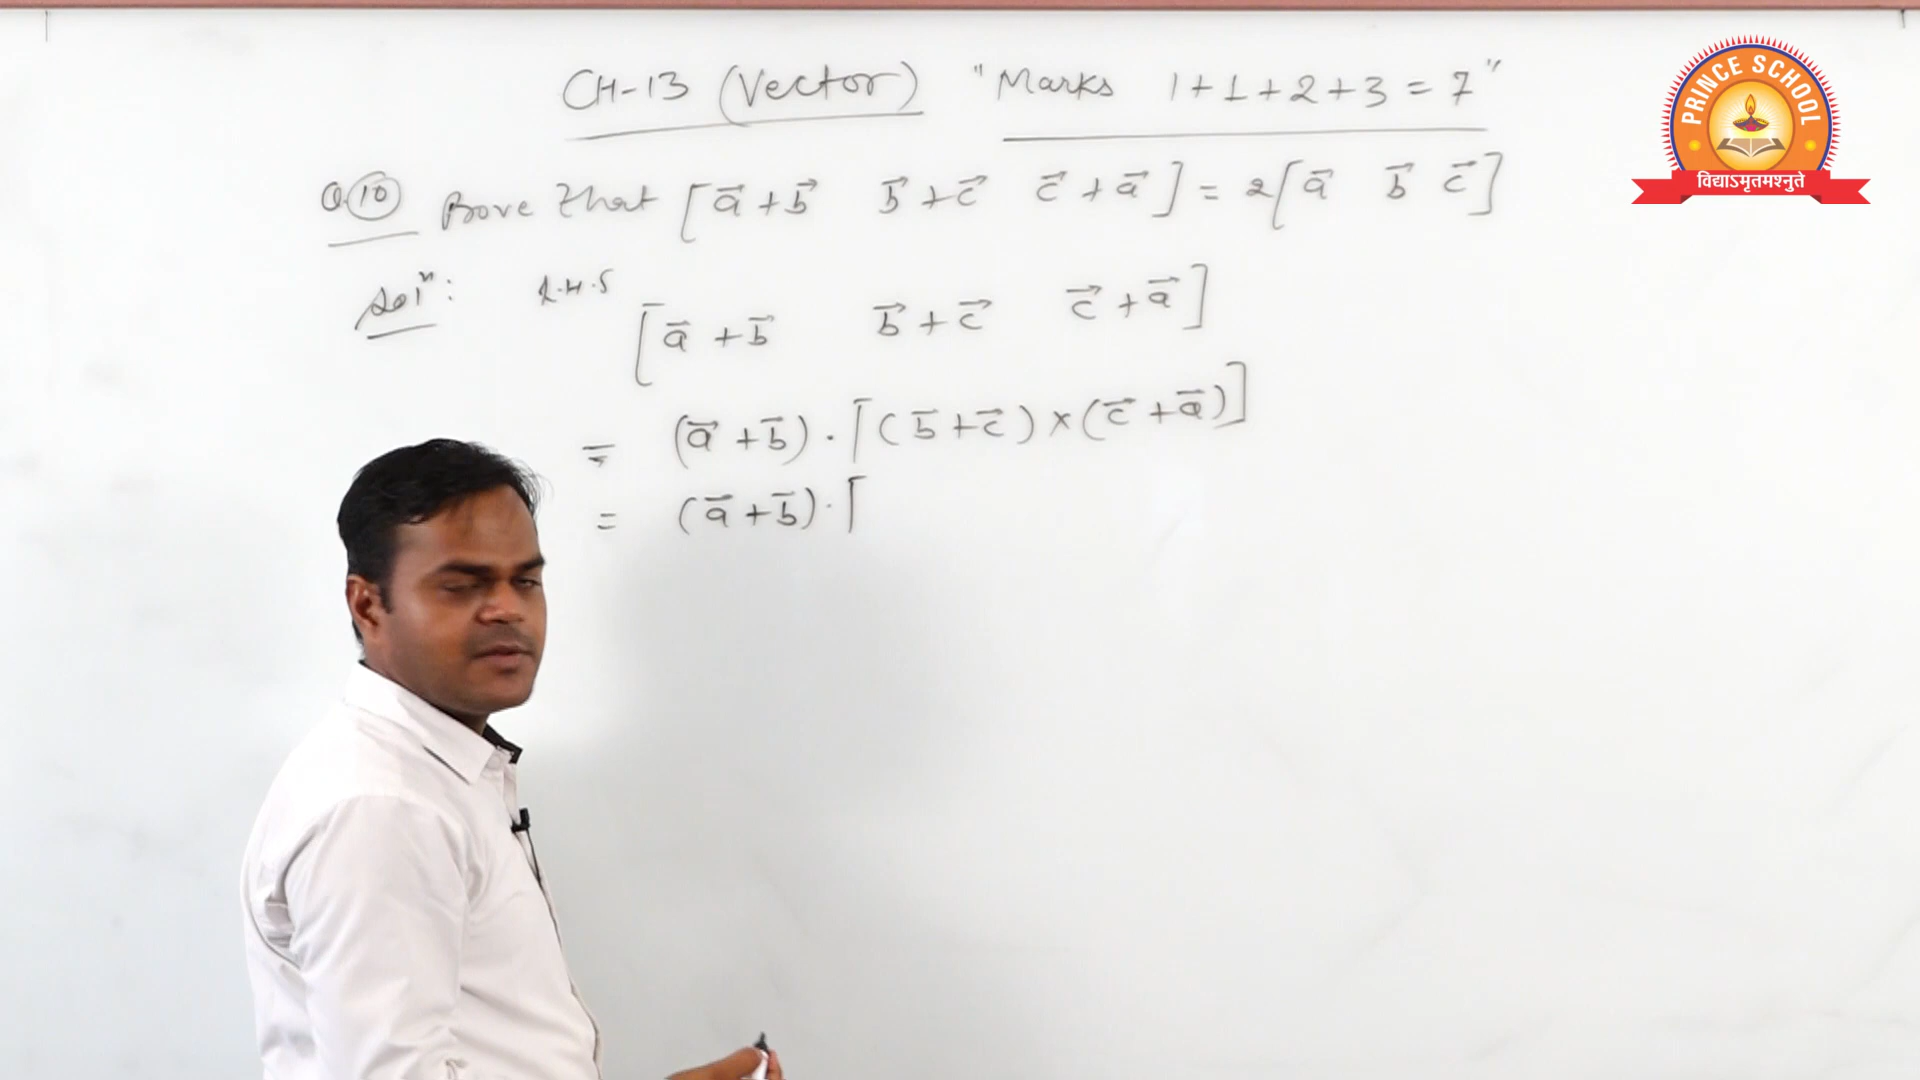 CH-13 (Vector) "Marks 1+1+2+3=7"
PRINCE SCHOOL
विद्याऽमृतमश्नुते
Q.10 Prove that [a⃗+b⃗ b⃗+c⃗ c⃗+a⃗] = 2[a⃗ b⃗ c⃗]
Solⁿ: L.H.S
[a⃗+b⃗ b⃗+c⃗ c⃗+a⃗]
= (a⃗+b⃗)·[(b⃗+c⃗)×(c⃗+a⃗)]
= (a⃗+b⃗)·[